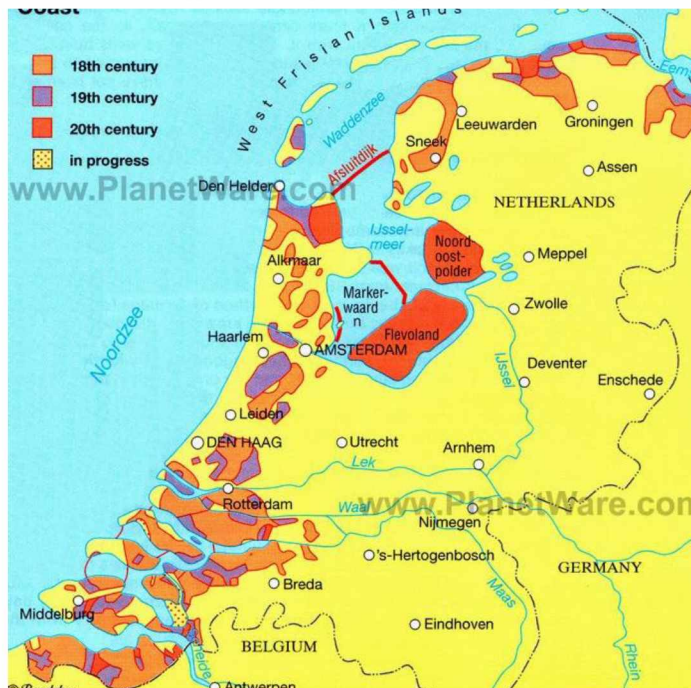 Coast
18th century
19th century
20th century
in progress
West Frisian Islands
Waddenzee
Eems
Leeuwarden
Groningen
Sneek
Afsluitdijk
Assen
www.PlanetWare.com
Den Helder
NETHERLANDS
IJssel-
meer
Noord-
oost-
polder
Meppel
Alkmaar
Marker-
waard
n
Zwolle
Noordzee
Haarlem
AMSTERDAM
Flevoland
IJssel
Deventer
Enschede
Leiden
DEN HAAG
Utrecht
Arnhem
Lek
Rotterdam
Waal
www.PlanetWare.com
Nijmegen
's-Hertogenbosch
GERMANY
Breda
Maas
Middelburg
Eindhoven
BELGIUM
Rhein
Antwerpen